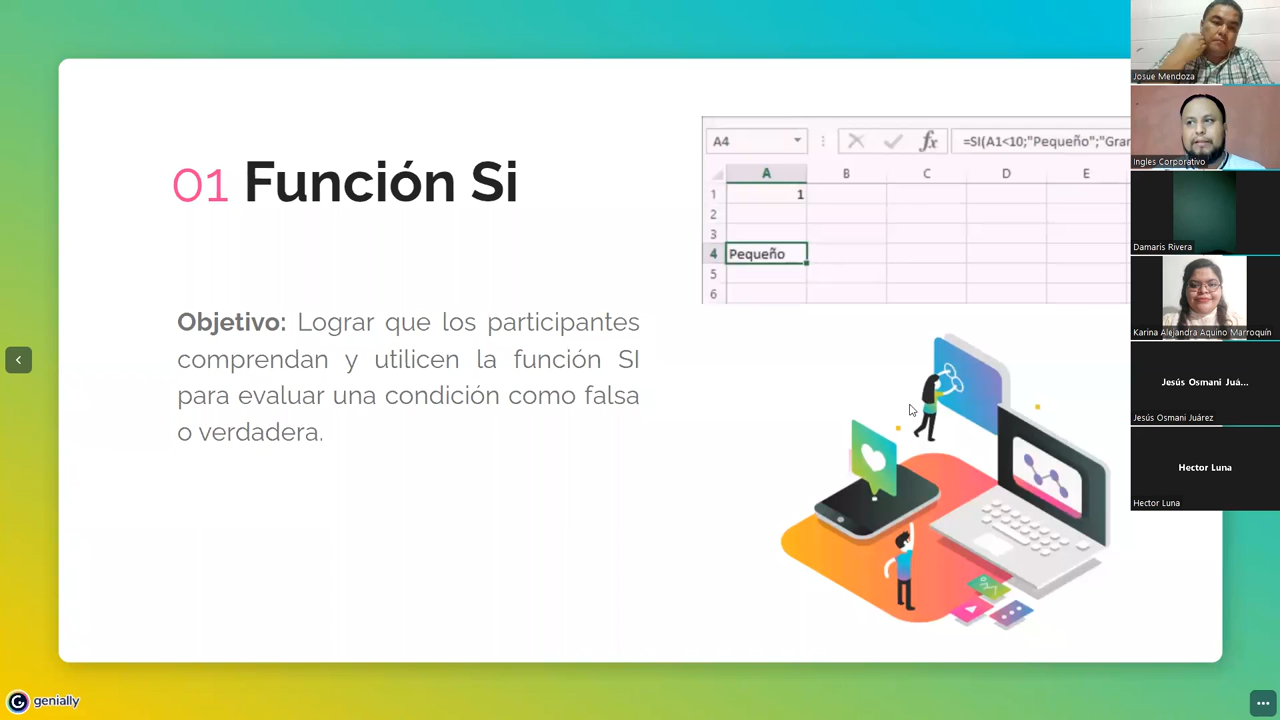 01 Función Si
Objetivo: Lograr que los participantes
comprendan y utilicen la función SI
para evaluar una condición como falsa
o verdadera.
A4
fx
=SI(A1<10;"Pequeño";"Gran
A B C D E
1 1
2
3
4 Pequeño
5
6
Josue Mendoza
Ingles Corporativo
Damaris Rivera
Karina Alejandra Aquino Marroquín
Jesús Osmani Juá...
Jesús Osmani Juárez
Hector Luna
Hector Luna
genially